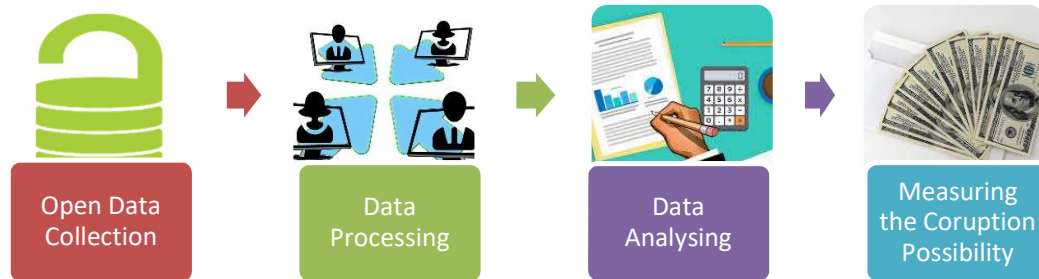 Open Data
Collection
Data
Processing
Data
Analysing
Measuring
the Coruption
Possibility